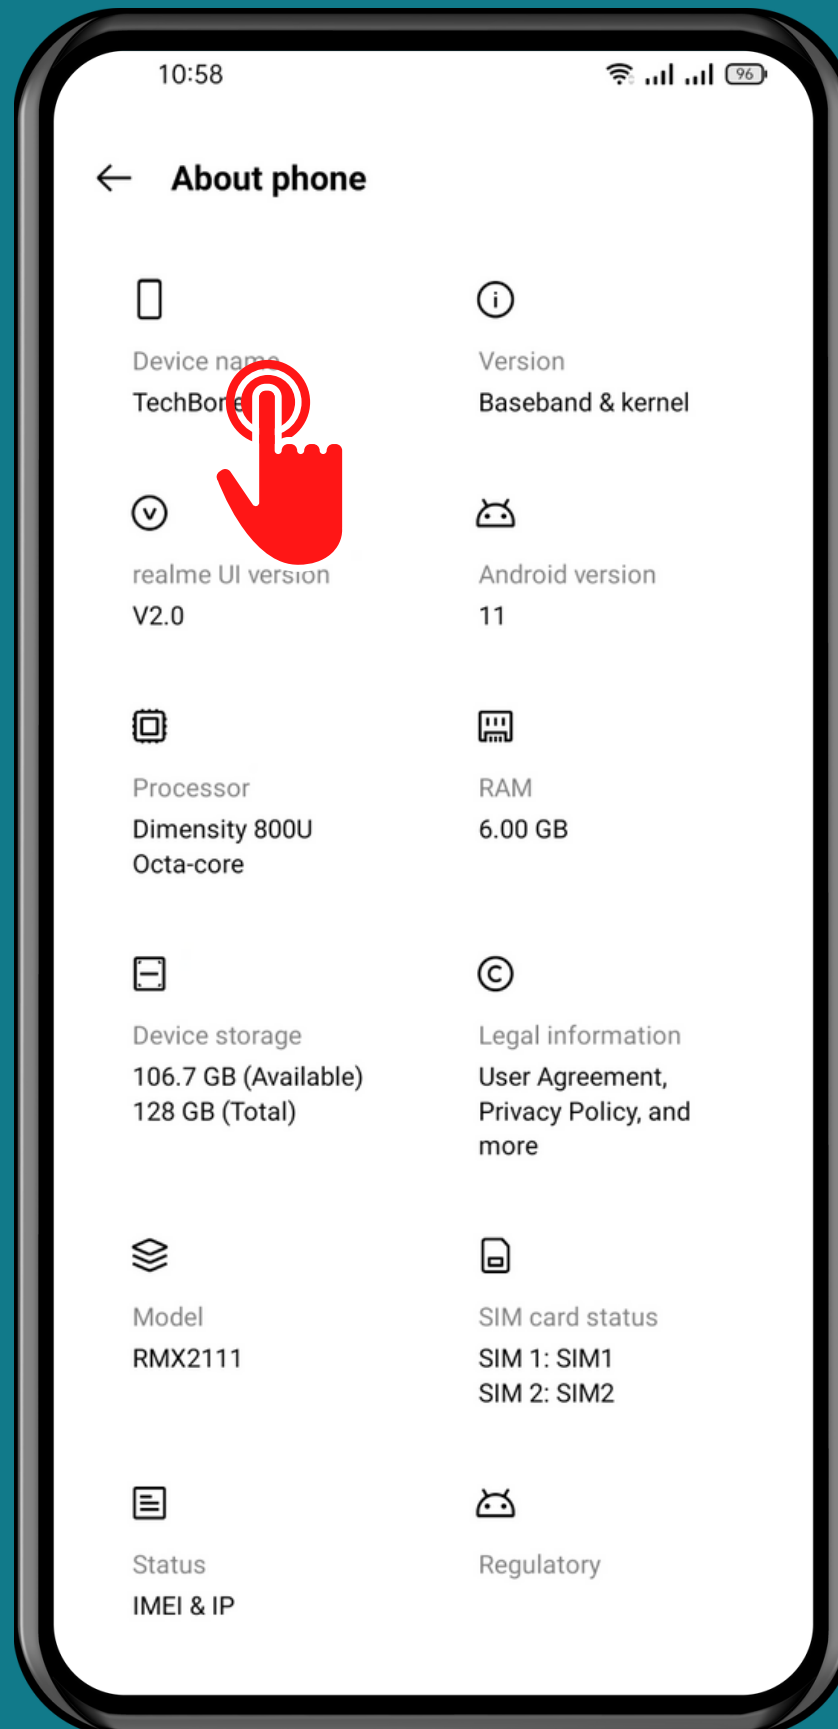 10:58
96
About phone
Device name
TechBone
Version
Baseband & kernel
realme UI version
V2.0
Android version
11
Processor
Dimensity 800U
Octa-core
RAM
6.00 GB
Device storage
106.7 GB (Available)
128 GB (Total)
Legal information
User Agreement,
Privacy Policy, and
more
Model
RMX2111
SIM card status
SIM 1: SIM1
SIM 2: SIM2
Status
IMEI & IP
Regulatory